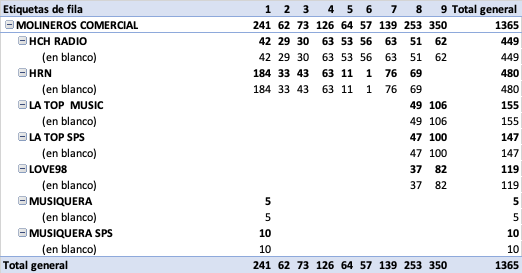 Etiquetas de fila 1 2 3 4 5 6 7 8 9 Total general
MOLINEROS COMERCIAL 241 62 73 126 64 57 139 253 350 1365
HCH RADIO 42 29 30 63 53 56 63 51 62 449
(en blanco) 42 29 30 63 53 56 63 51 62 449
HRN 184 33 43 63 11 1 76 69 480
(en blanco) 184 33 43 63 11 1 76 69 480
LA TOP MUSIC 49 106 155
(en blanco) 49 106 155
LA TOP SPS 47 100 147
(en blanco) 47 100 147
LOVE98 37 82 119
(en blanco) 37 82 119
MUSIQUERA 5 5
(en blanco) 5 5
MUSIQUERA SPS 10 10
(en blanco) 10 10
Total general 241 62 73 126 64 57 139 253 350 1365